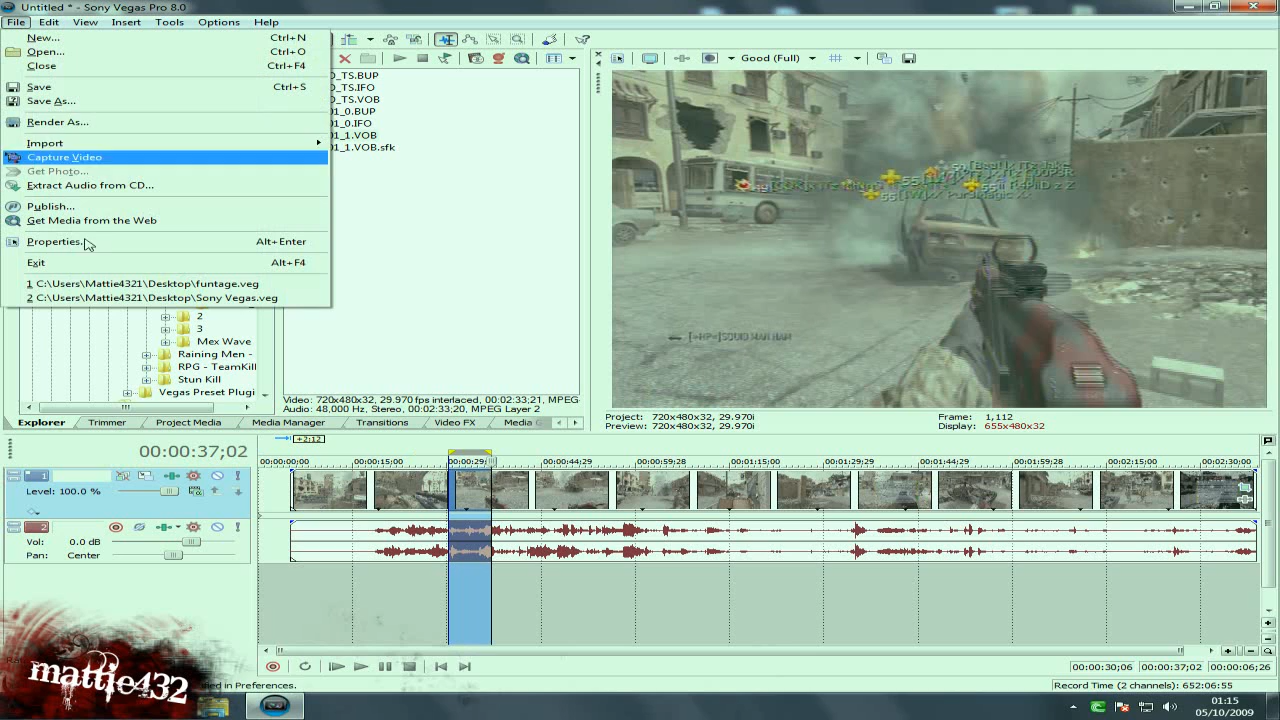 Untitled * - Sony Vegas Pro 8.0
File Edit View Insert Tools Options Help
New... Ctrl+N
Open... Ctrl+O
Close Ctrl+F4
Save Ctrl+S
Save As...
Render As...
Import
Capture Video
Get Photo...
Extract Audio from CD...
Publish...
Get Media from the Web
Properties... Alt+Enter
Exit Alt+F4
1 C:\Users\Mattie4321\Desktop\funtage.veg
2 C:\Users\Mattie4321\Desktop\Sony Vegas.veg
O_TS.BUP
O_TS.IFO
O_TS.VOB
01_0.BUP
01_0.IFO
01_1.VOB
01_1.VOB.sfk
2
3
Mex Wave
Raining Men -
RPG - TeamKill
Stun Kill
Vegas Preset Plugi
Video: 720x480x32, 29.970 fps interlaced, 00:02:33;21, MPEG
Audio: 48,000 Hz, Stereo, 00:02:33;20, MPEG Layer 2
Explorer Trimmer Project Media Media Manager Transitions Video FX Media G
Good (Full)
Project: 720x480x32, 29.970i
Preview: 720x480x32, 29.970i
Frame: 1,112
Display: 655x480x32
+2;12
00:00:37;02
00:00:00;00 00:00:15;00 00:00:29; 00:00:44;29 00:00:59;28 00:01:15;00 00:01:29;29 00:01:44;29 00:01:59;28 00:02:15;00 00:02:30;00
1
Level: 100.0 %
2
Vol: 0.0 dB
Pan: Center
00:00:30;06 00:00:37;02 00:00:06;26
mattie432
in Preferences.
Record Time (2 channels): 652:06:55
01:15
05/10/2009